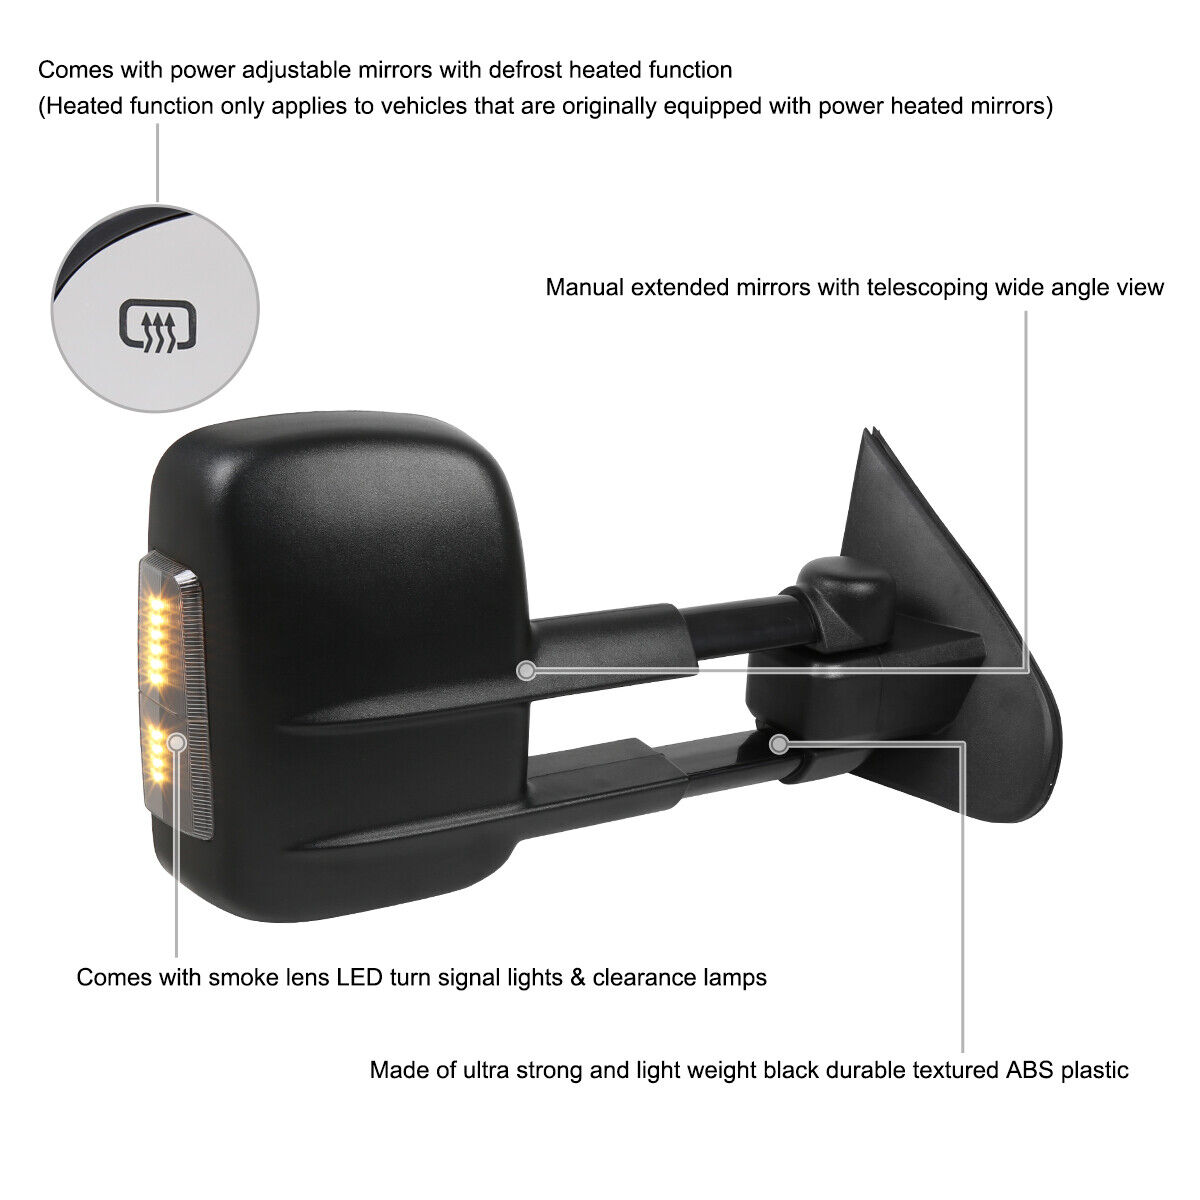 Comes with power adjustable mirrors with defrost heated function
(Heated function only applies to vehicles that are originally equipped with power heated mirrors)
Manual extended mirrors with telescoping wide angle view
Comes with smoke lens LED turn signal lights & clearance lamps
Made of ultra strong and light weight black durable textured ABS plastic